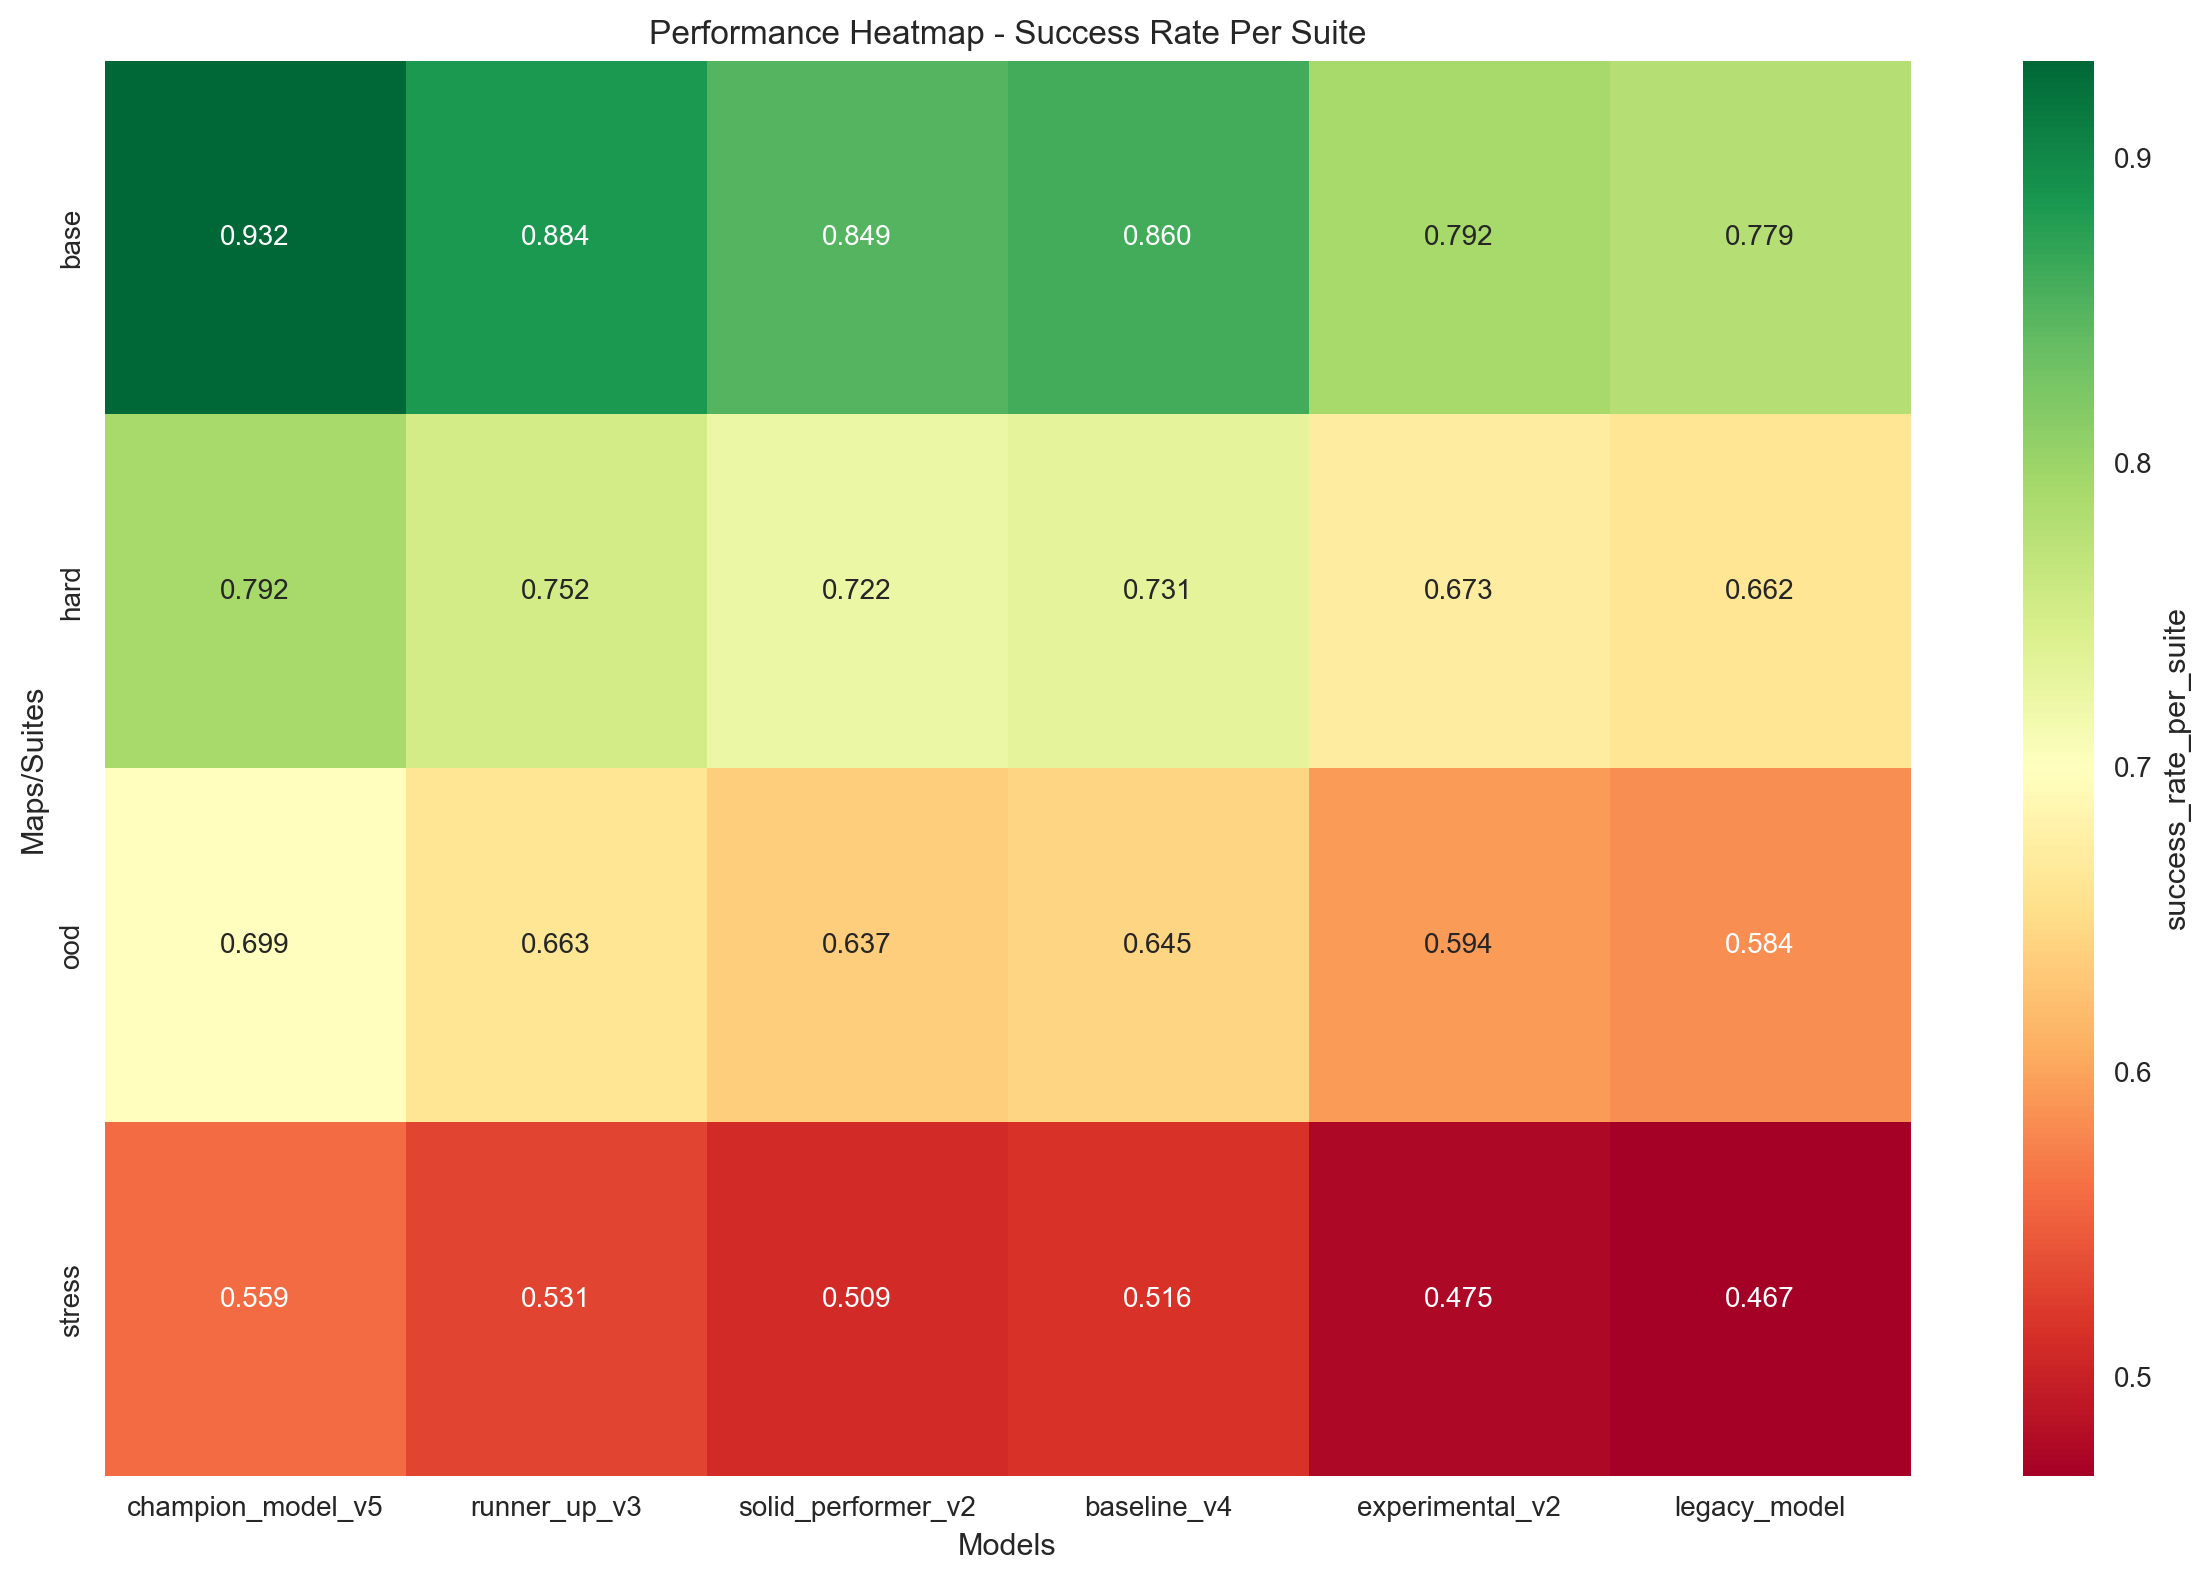 Performance Heatmap - Success Rate Per Suite
Maps/Suites
base
0.932 0.884 0.849 0.860 0.792 0.779
hard
0.792 0.752 0.722 0.731 0.673 0.662
ood
0.699 0.663 0.637 0.645 0.594 0.584
stress
0.559 0.531 0.509 0.516 0.475 0.467
champion_model_v5 runner_up_v3 solid_performer_v2 baseline_v4 experimental_v2 legacy_model
Models
0.9
0.8
0.7
0.6
0.5
success_rate_per_suite